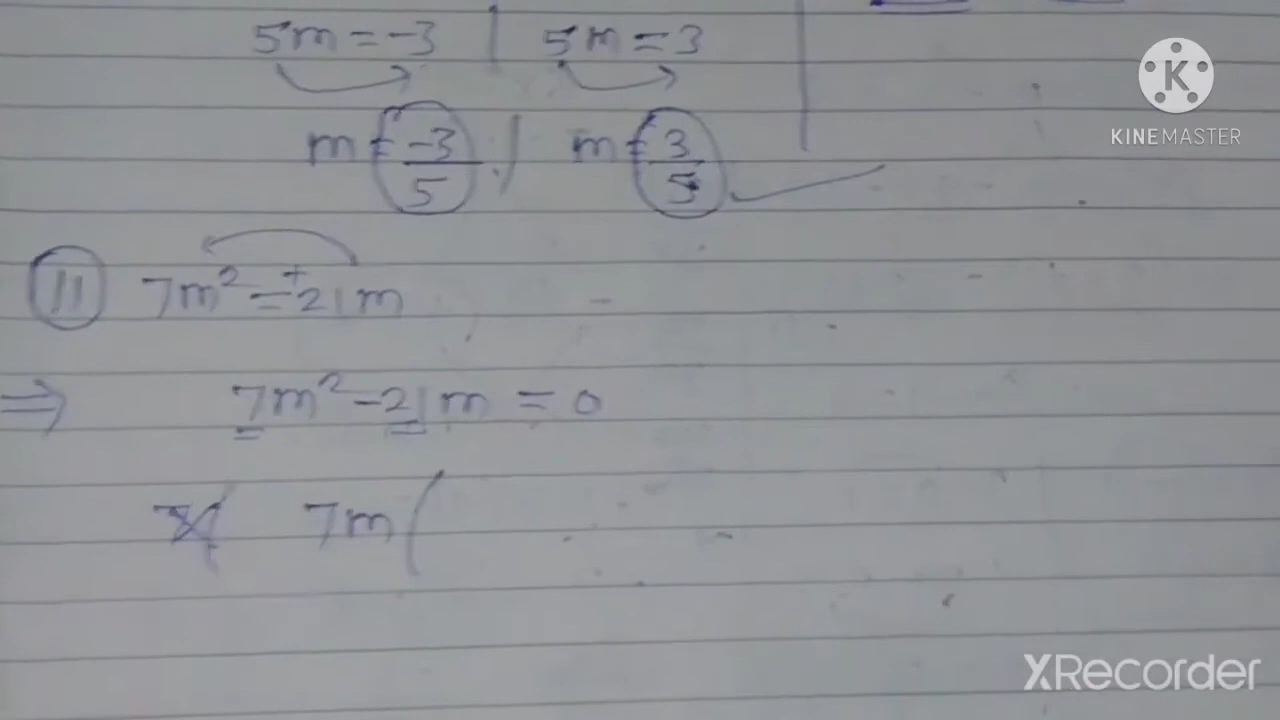 5m = -3 | 5m = 3
m = -3/5 | m = 3/5
K
KINEMASTER
11 7m² = +21m
⇒ 7m² - 21m = 0
7m (
XRecorder